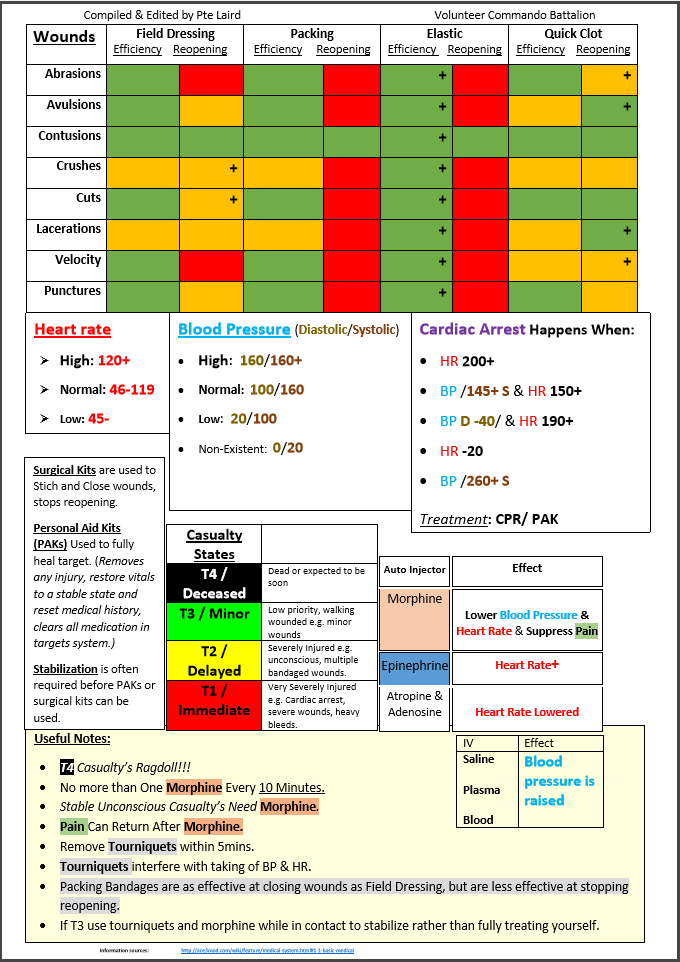 Compiled & Edited by Pte Laird
Volunteer Commando Battalion
Wounds
Field Dressing
Packing
Elastic
Quick Clot
Efficiency Reopening Efficiency Reopening Efficiency Reopening Efficiency Reopening
Abrasions + +
Avulsions + +
Contusions +
Crushes + +
Cuts + +
Lacerations + +
Velocity + +
Punctures +
Heart rate
High: 120+
Normal: 46-119
Low: 45-
Blood Pressure (Diastolic/Systolic)
High: 160/160+
Normal: 100/160
Low: 20/100
Non-Existent: 0/20
Cardiac Arrest Happens When:
HR 200+
BP /145+ S & HR 150+
BP D -40/ & HR 190+
HR -20
BP /260+ S
Treatment: CPR/ PAK
Surgical Kits are used to
Stich and Close wounds,
stops reopening.
Personal Aid Kits
(PAKs) Used to fully
heal target. (Removes
any injury, restore vitals
to a stable state and
reset medical history,
clears all medication in
targets system.)
Stabilization is often
required before PAKs or
surgical kits can be
used.
Casualty
States
T4 /
Deceased
Dead or expected to be
soon
T3 / Minor
Low priority, walking
wounded e.g. minor
wounds
T2 /
Delayed
Severely Injured e.g.
unconscious, multiple
bandaged wounds.
T1 /
Immediate
Very Severely Injured
e.g. Cardiac arrest,
severe wounds, heavy
bleeds.
Auto Injector
Effect
Morphine
Lower Blood Pressure &
Heart Rate & Suppress Pain
Epinephrine
Heart Rate+
Atropine &
Adenosine
Heart Rate Lowered
Useful Notes:
T4 Casualty's Ragdoll!!!
No more than One Morphine Every 10 Minutes.
Stable Unconscious Casualty's Need Morphine.
Pain Can Return After Morphine.
Remove Tourniquets within 5mins.
Tourniquets interfere with taking of BP & HR.
Packing Bandages are as effective at closing wounds as Field Dressing, but are less effective at stopping
reopening.
If T3 use tourniquets and morphine while in contact to stabilize rather than fully treating yourself.
IV
Effect
Saline
Plasma
Blood
Blood
pressure is
raised
Information sources:
http://ace3mod.com/wiki/feature/medical-system.html#1-1-basic-medical